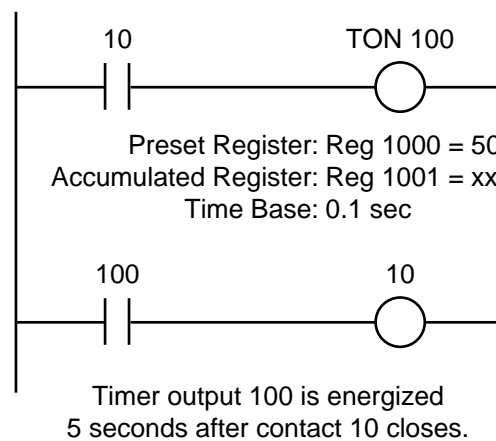 10 TON 100
Preset Register: Reg 1000 = 50
Accumulated Register: Reg 1001 = xx
Time Base: 0.1 sec
100 10
Timer output 100 is energized
5 seconds after contact 10 closes.